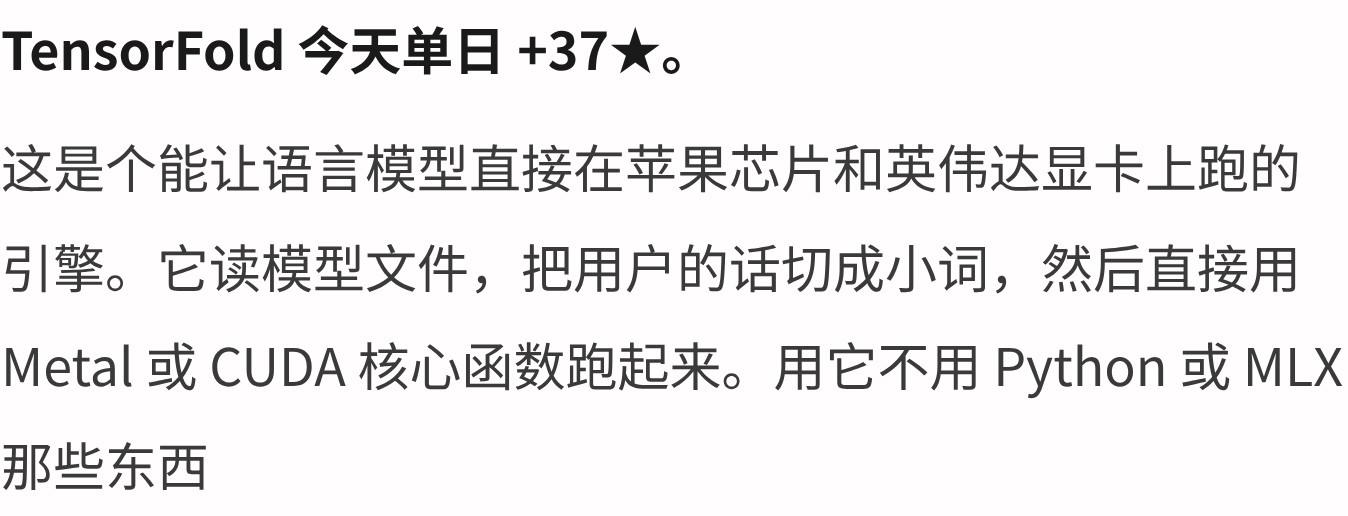 TensorFold 今天单日 +37★。
这是个能让语言模型直接在苹果芯片和英伟达显卡上跑的
引擎。它读模型文件，把用户的话切成小词，然后直接用
Metal 或 CUDA 核心函数跑起来。用它不用 Python 或 MLX
那些东西